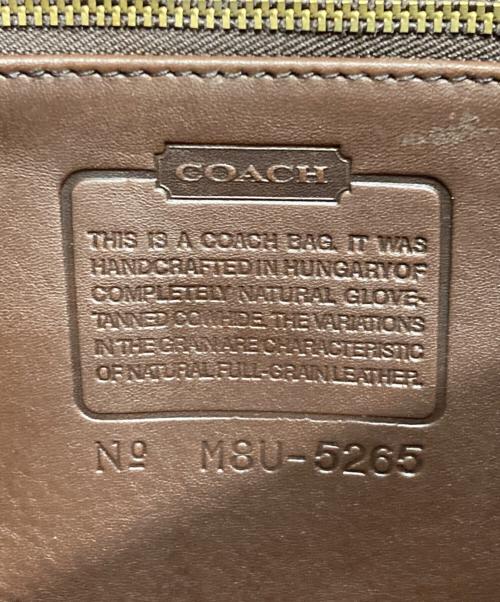 COACH
THIS IS A COACH BAG. IT WAS
HANDCRAFTED IN HUNGARY OF
COMPLETELY NATURAL GLOVE-
TANNED COWHIDE. THE VARIATIONS
IN THE GRAIN ARE CHARACTERISTIC
OF NATURAL FULL-GRAIN LEATHER.
Nº M8U-5265